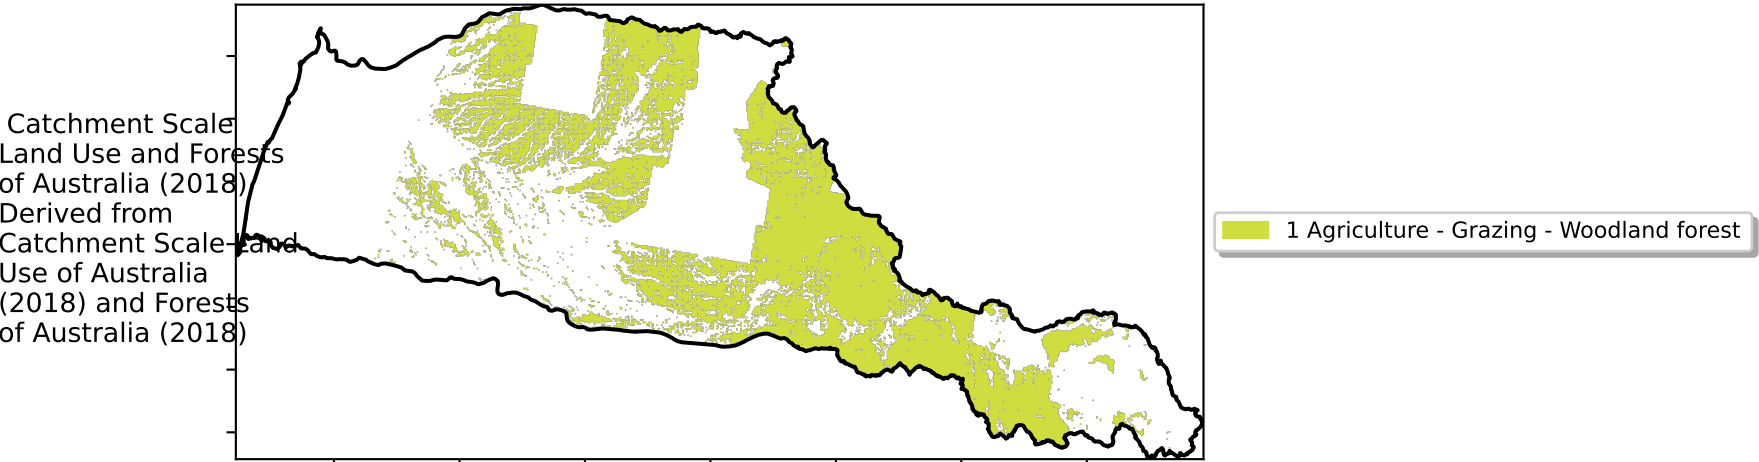 Catchment Scale
Land Use and Forests
of Australia (2018)
Derived from
Catchment Scale Land
Use of Australia
(2018) and Forests
of Australia (2018)
1 Agriculture - Grazing - Woodland forest